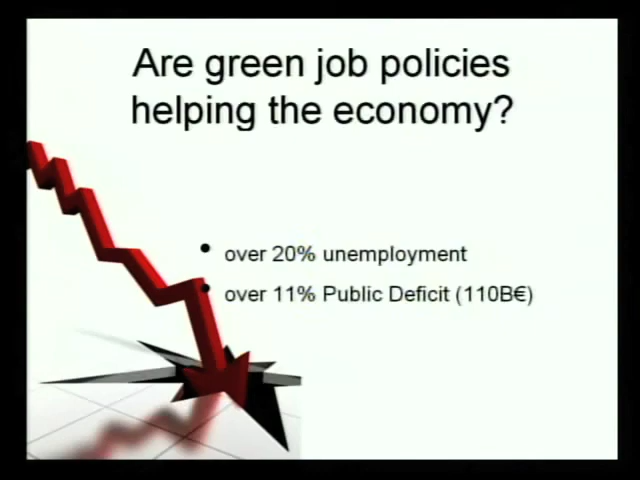 Are green job policies
helping the economy?
• over 20% unemployment
• over 11% Public Deficit (110B€)